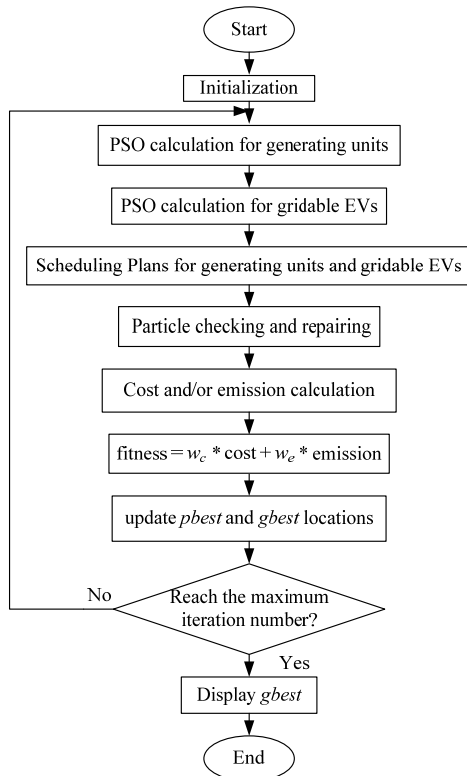 Start
Initialization
PSO calculation for generating units
PSO calculation for gridable EVs
Scheduling Plans for generating units and gridable EVs
Particle checking and repairing
Cost and/or emission calculation
fitness = w_c * cost + w_e * emission
update pbest and gbest locations
No
Reach the maximum
iteration number?
Yes
Display gbest
End